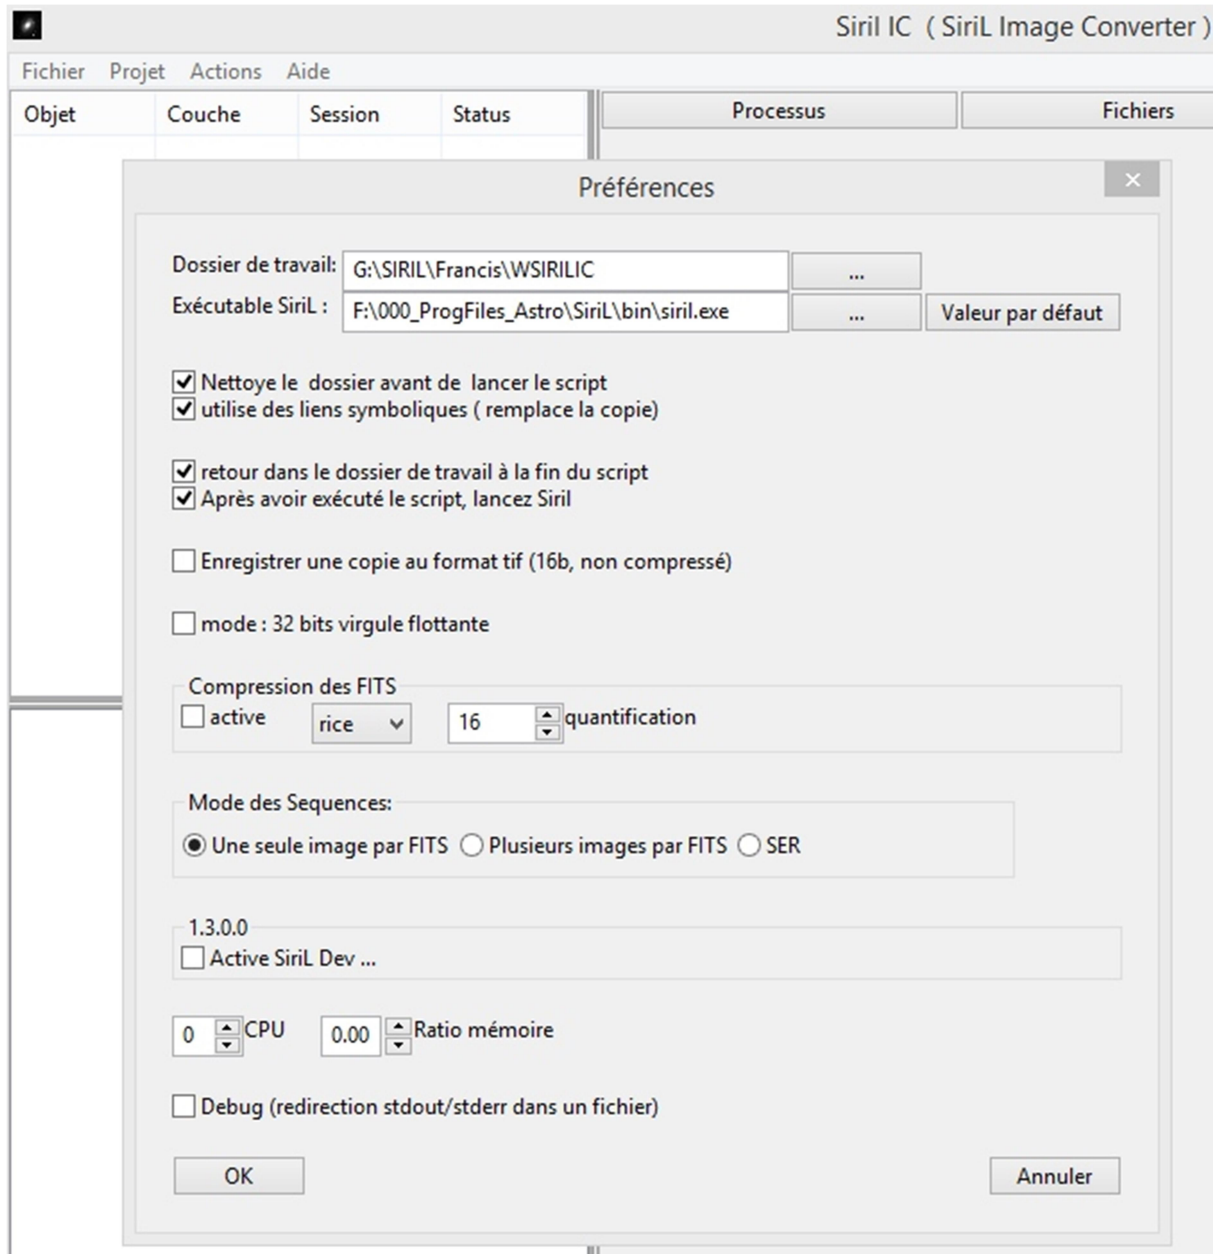 Siril IC ( SiriL Image Converter )
Fichier Projet Actions Aide
Objet Couche Session Status Processus Fichiers
Préférences
Dossier de travail: G:\SIRIL\Francis\WSIRILIC ...
Exécutable SiriL : F:\000_ProgFiles_Astro\SiriL\bin\siril.exe ... Valeur par défaut
Nettoye le dossier avant de lancer le script
utilise des liens symboliques ( remplace la copie)
retour dans le dossier de travail à la fin du script
Après avoir exécuté le script, lancez Siril
Enregistrer une copie au format tif (16b, non compressé)
mode : 32 bits virgule flottante
Compression des FITS
active rice 16 quantification
Mode des Sequences:
Une seule image par FITS Plusieurs images par FITS SER
1.3.0.0
Active SiriL Dev ...
0 CPU 0.00 Ratio mémoire
Debug (redirection stdout/stderr dans un fichier)
OK Annuler